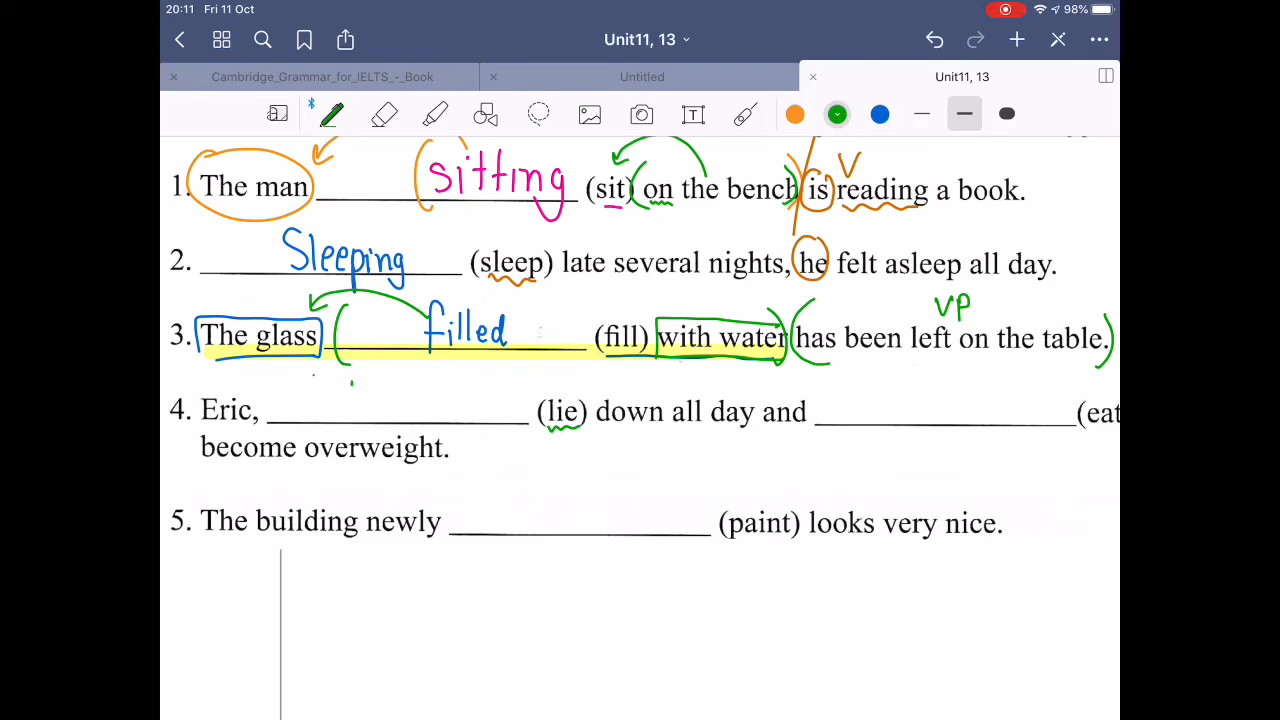 20:11 Fri 11 Oct 98%
Unit11, 13
Cambridge_Grammar_for_IELTS_-_Book Untitled Unit11, 13
1. The man sitting (sit) on the bench is reading a book.
V
2. Sleeping (sleep) late several nights, he felt asleep all day.
VP
3. The glass filled (fill) with water has been left on the table.
4. Eric, ____ (lie) down all day and ____ (eat
become overweight.
5. The building newly ____ (paint) looks very nice.